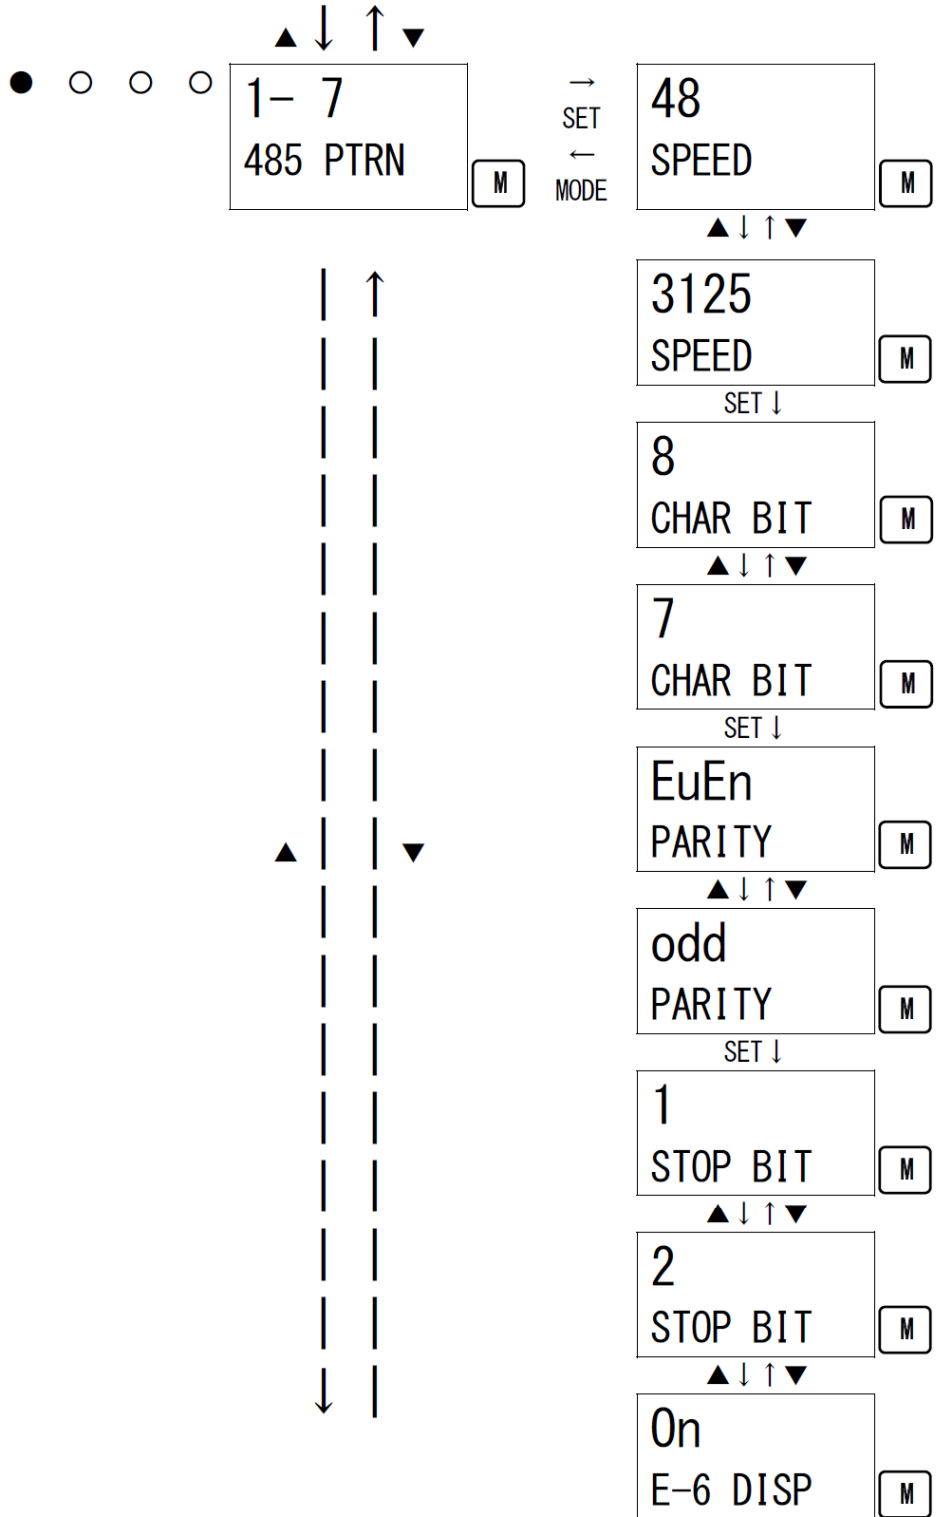 ▲ ↓ ↑ ▼
● ○ ○ ○
1- 7
485 PTRN
M
→
SET
←
MODE
48
SPEED
M
▲↓↑▼
3125
SPEED
M
SET↓
8
CHAR BIT
M
▲↓↑▼
7
CHAR BIT
M
SET↓
EuEn
PARITY
M
▲ ▼
▲↓↑▼
odd
PARITY
M
SET↓
1
STOP BIT
M
▲↓↑▼
2
STOP BIT
M
▲↓↑▼
On
E-6 DISP
M